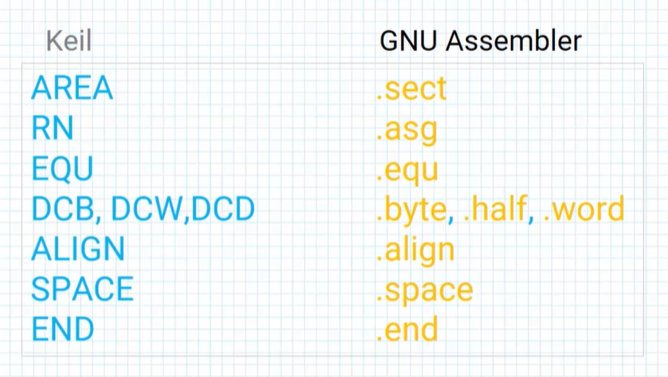 Keil GNU Assembler
AREA .sect
RN .asg
EQU .equ
DCB, DCW,DCD .byte, .half, .word
ALIGN .align
SPACE .space
END .end